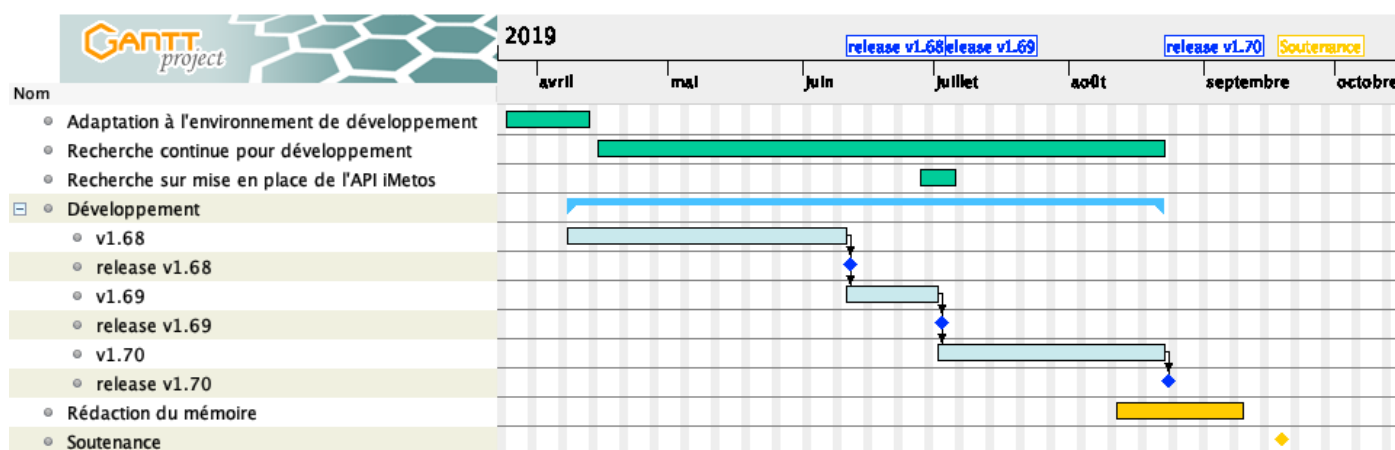 GANTT
project
2019
release v1.68
elease v1.69
release v1.70
Soutenance
avril mai juin juillet août septembre octobre
Nom
Adaptation à l'environnement de développement
Recherche continue pour développement
Recherche sur mise en place de l'API iMetos
Développement
v1.68
release v1.68
v1.69
release v1.69
v1.70
release v1.70
Rédaction du mémoire
Soutenance